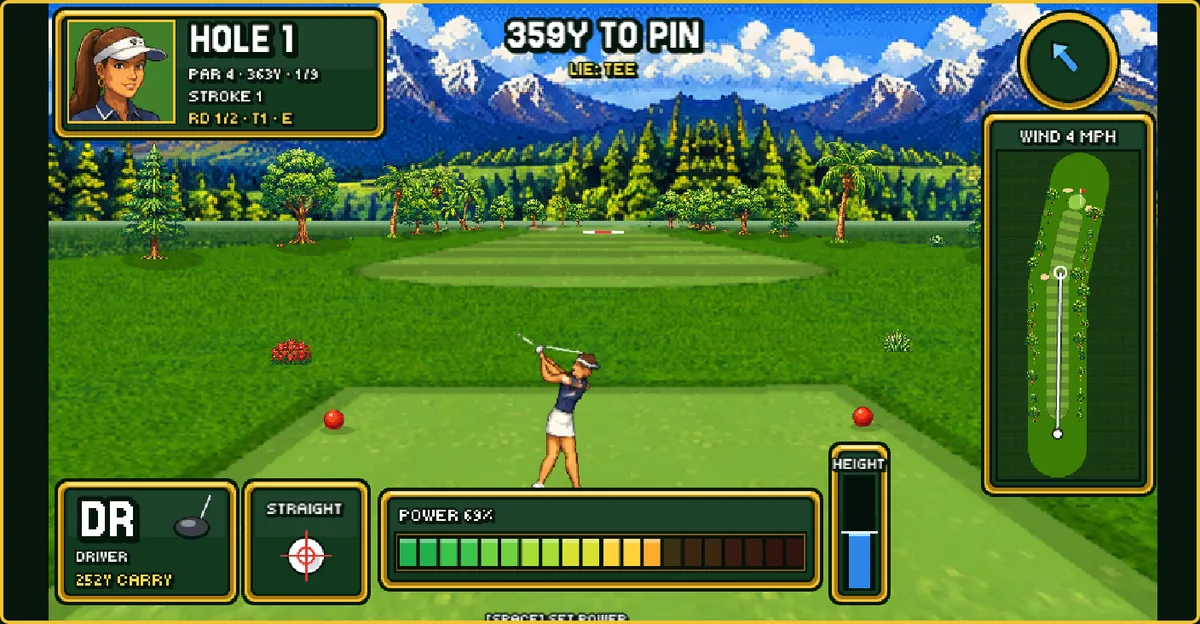 HOLE 1
PAR 4 · 363Y · 1/9
STROKE 1
RD 1/2 · T1 · E
359Y TO PIN
LIE: TEE
WIND 4 MPH
HEIGHT
DR
DRIVER
252Y CARRY
STRAIGHT
POWER 69%
[SPACE] SET POWER